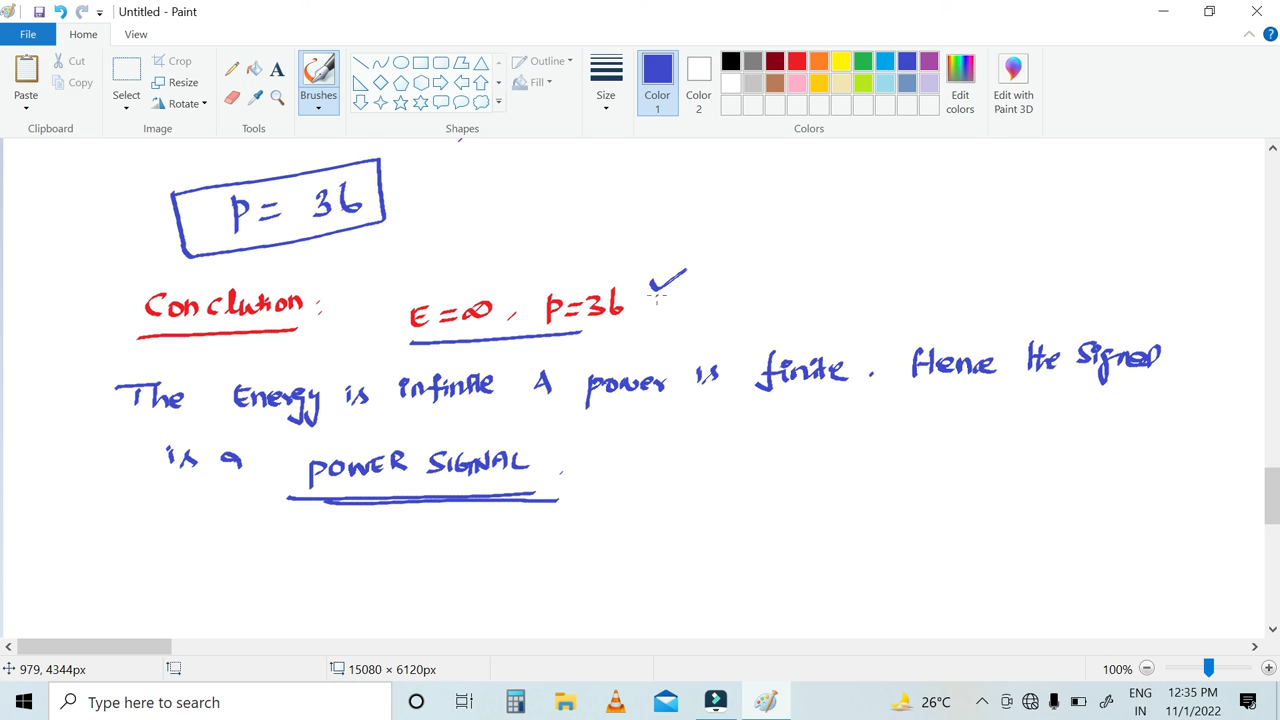 Untitled - Paint
File Home View
Paste Cut Copy Select Crop Resize Rotate Brushes Outline Fill Size Color 1 Color 2 Edit colors Edit with Paint 3D
Clipboard Image Tools Shapes Colors
P = 36
Conclution : E = ∞ , P = 36
The Energy is infinite & power is finite . Hence the signal
is a POWER SIGNAL .
979, 4344px 15080 × 6120px 100%
Type here to search 26°C ENG IN 12:35 PM 11/1/2022